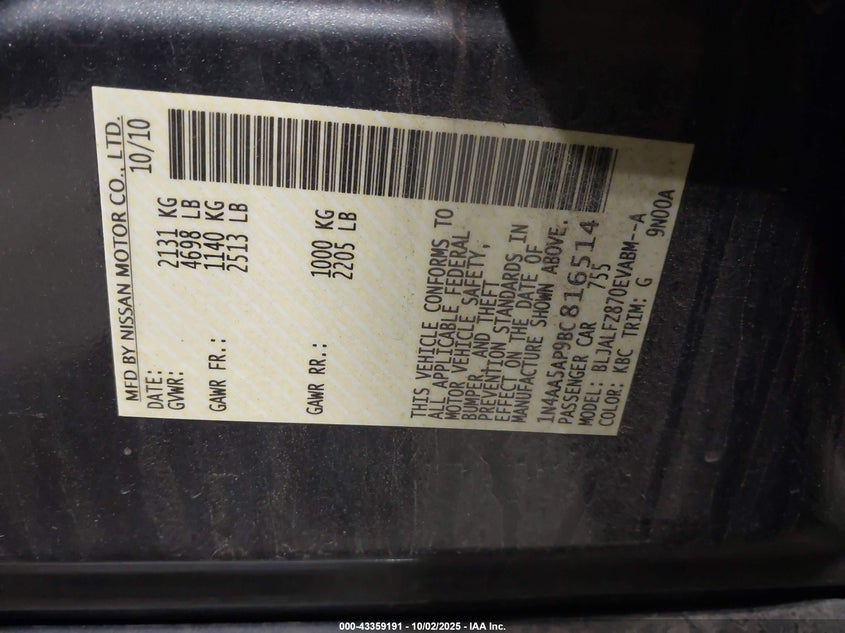 MFD BY NISSAN MOTOR CO., LTD.
DATE: 10/10
GVWR: 2131 KG
4698 LB
GAWR FR.: 1140 KG
2513 LB
GAWR RR.: 1000 KG
2205 LB
THIS VEHICLE CONFORMS TO
ALL APPLICABLE FEDERAL
MOTOR VEHICLE SAFETY,
BUMPER, AND THEFT
PREVENTION STANDARDS IN
EFFECT ON THE DATE OF
MANUFACTURE SHOWN ABOVE.
1N4AA5AP9BC816514
PASSENGER CAR 755
MODEL: BLJALFZ870EVABM--A
COLOR: KBC TRIM: G 9N00A
000-43359191 - 10/02/2025 - IAA Inc.